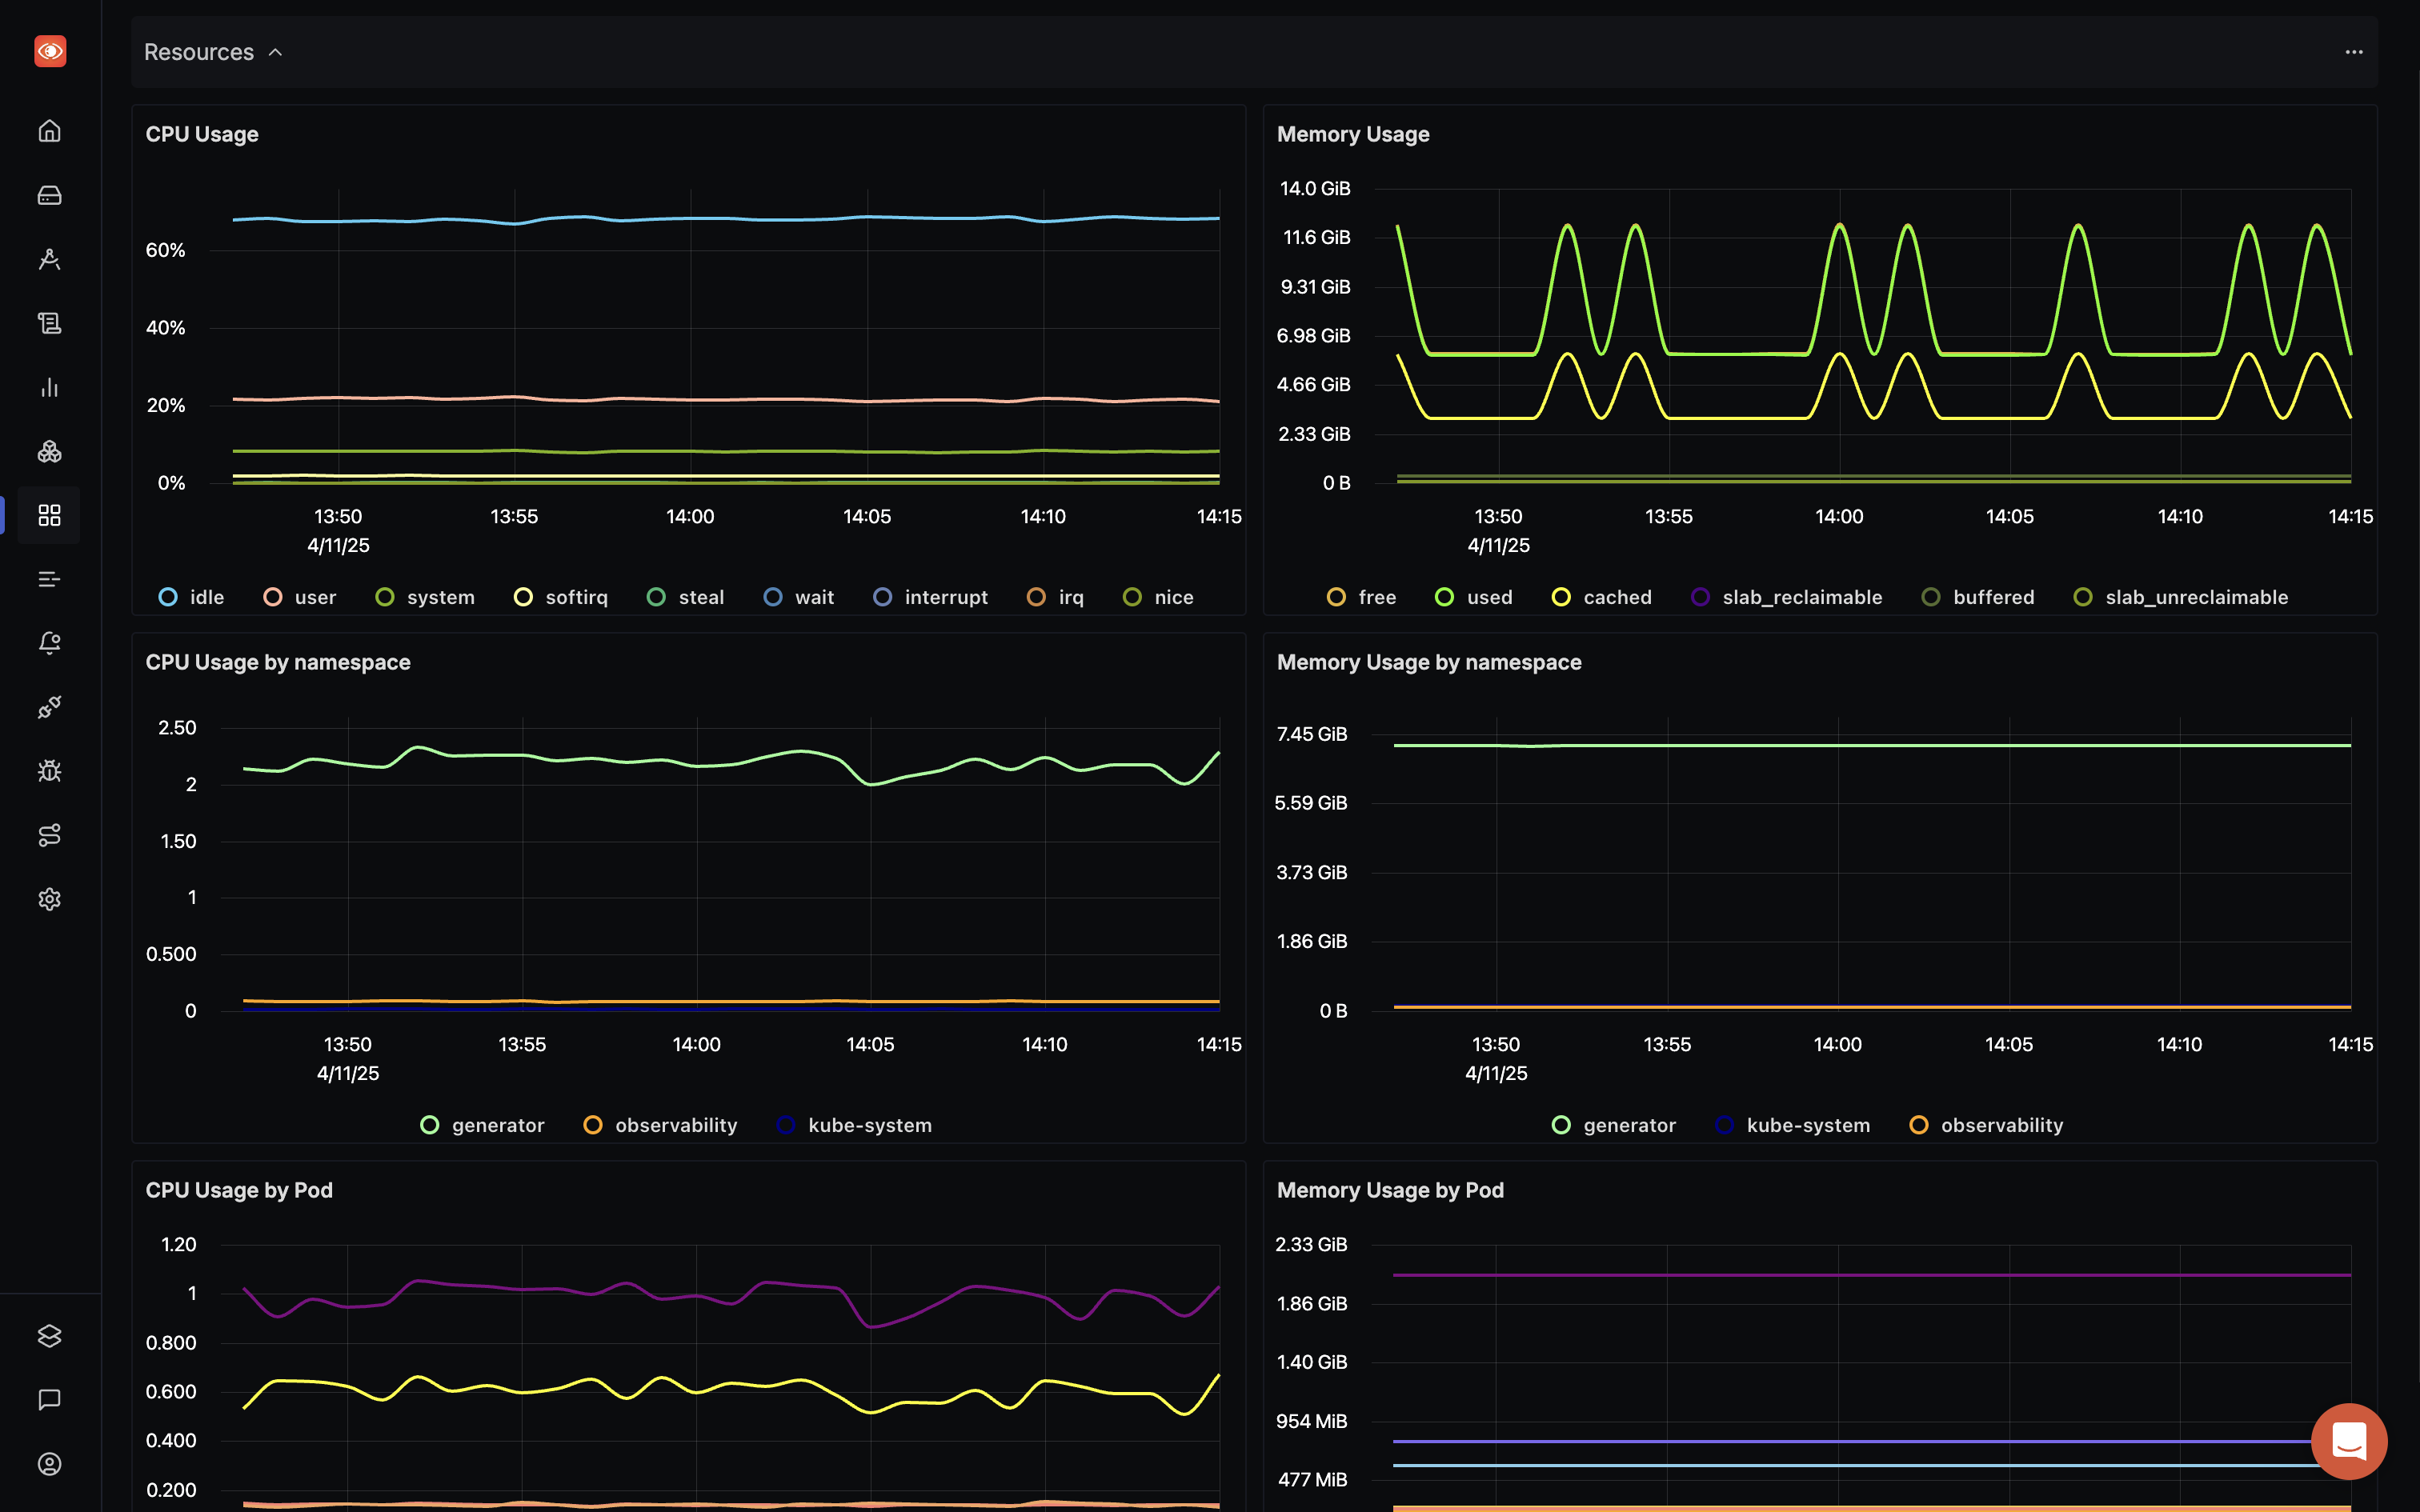 Resources
CPU Usage
60%
40%
20%
0%
13:50 13:55 14:00 14:05 14:10 14:15
4/11/25
idle user system softirq steal wait interrupt irq nice
Memory Usage
14.0 GiB
11.6 GiB
9.31 GiB
6.98 GiB
4.66 GiB
2.33 GiB
0 B
13:50 13:55 14:00 14:05 14:10 14:15
4/11/25
free used cached slab_reclaimable buffered slab_unreclaimable
CPU Usage by namespace
2.50
2
1.50
1
0.500
0
13:50 13:55 14:00 14:05 14:10 14:15
4/11/25
generator observability kube-system
Memory Usage by namespace
7.45 GiB
5.59 GiB
3.73 GiB
1.86 GiB
0 B
13:50 13:55 14:00 14:05 14:10 14:15
4/11/25
generator kube-system observability
CPU Usage by Pod
1.20
1
0.800
0.600
0.400
0.200
Memory Usage by Pod
2.33 GiB
1.86 GiB
1.40 GiB
954 MiB
477 MiB